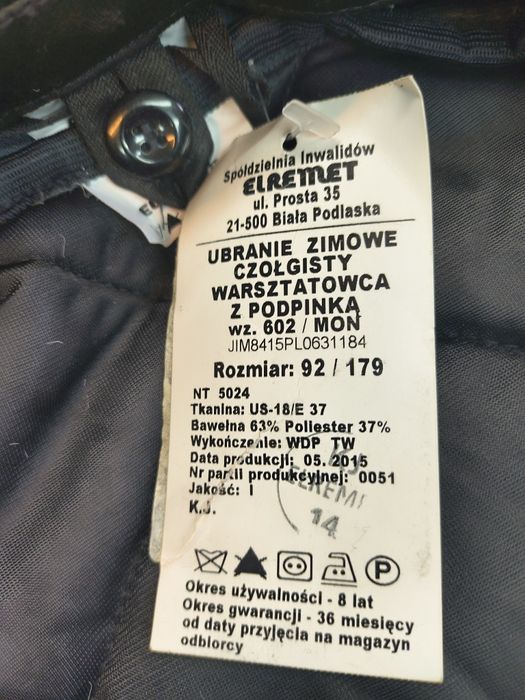 Spółdzielnia Inwalidów
ELREMET
ul. Prosta 35
21-500 Biała Podlaska
UBRANIE ZIMOWE
CZOŁGISTY
WARSZTATOWCA
Z PODPINKĄ
wz. 602 / MON
JIM8415PL0631184
Rozmiar: 92 / 179
NT 5024
Tkanina: US-18/E 37
Bawełna 63% Poliester 37%
Wykończenie: WDP TW
Data produkcji: 05. 2015
Nr partii produkcyjnej: 0051
Jakość: I
K.J.
ELREM
14
P
Okres używalności - 8 lat
Okres gwarancji - 36 miesięcy
od daty przyjęcia na magazyn
odbiorcy